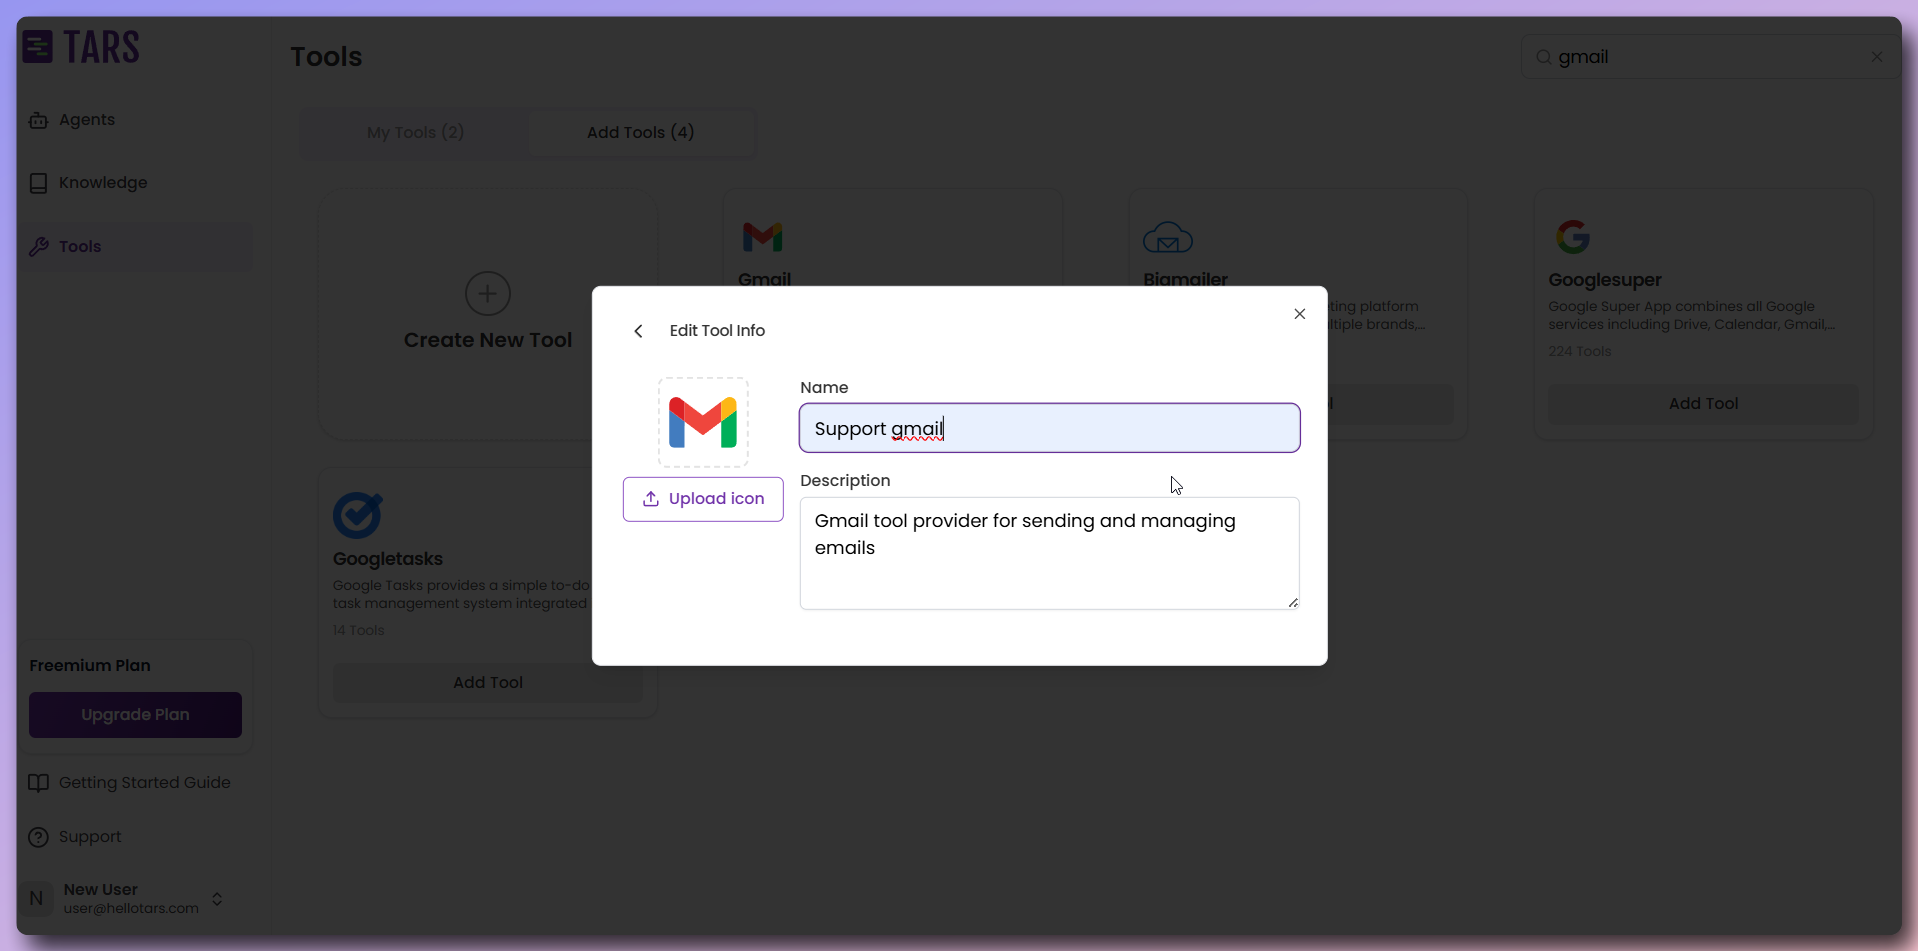 TARS
Agents
Knowledge
Tools
Freemium Plan
Upgrade Plan
Getting Started Guide
Support
N
New User
user@hellotars.com
Tools
gmail
My Tools (2)
Add Tools (4)
Create New Tool
Gmail
Bigmailer
ting platform
ltiple brands,...
Googlesuper
Google Super App combines all Google
services including Drive, Calendar, Gmail,...
224 Tools
Add Tool
Googletasks
Google Tasks provides a simple to-do
task management system integrated
14 Tools
Add Tool
Edit Tool Info
Upload icon
Name
Support gmail
Description
Gmail tool provider for sending and managing
emails